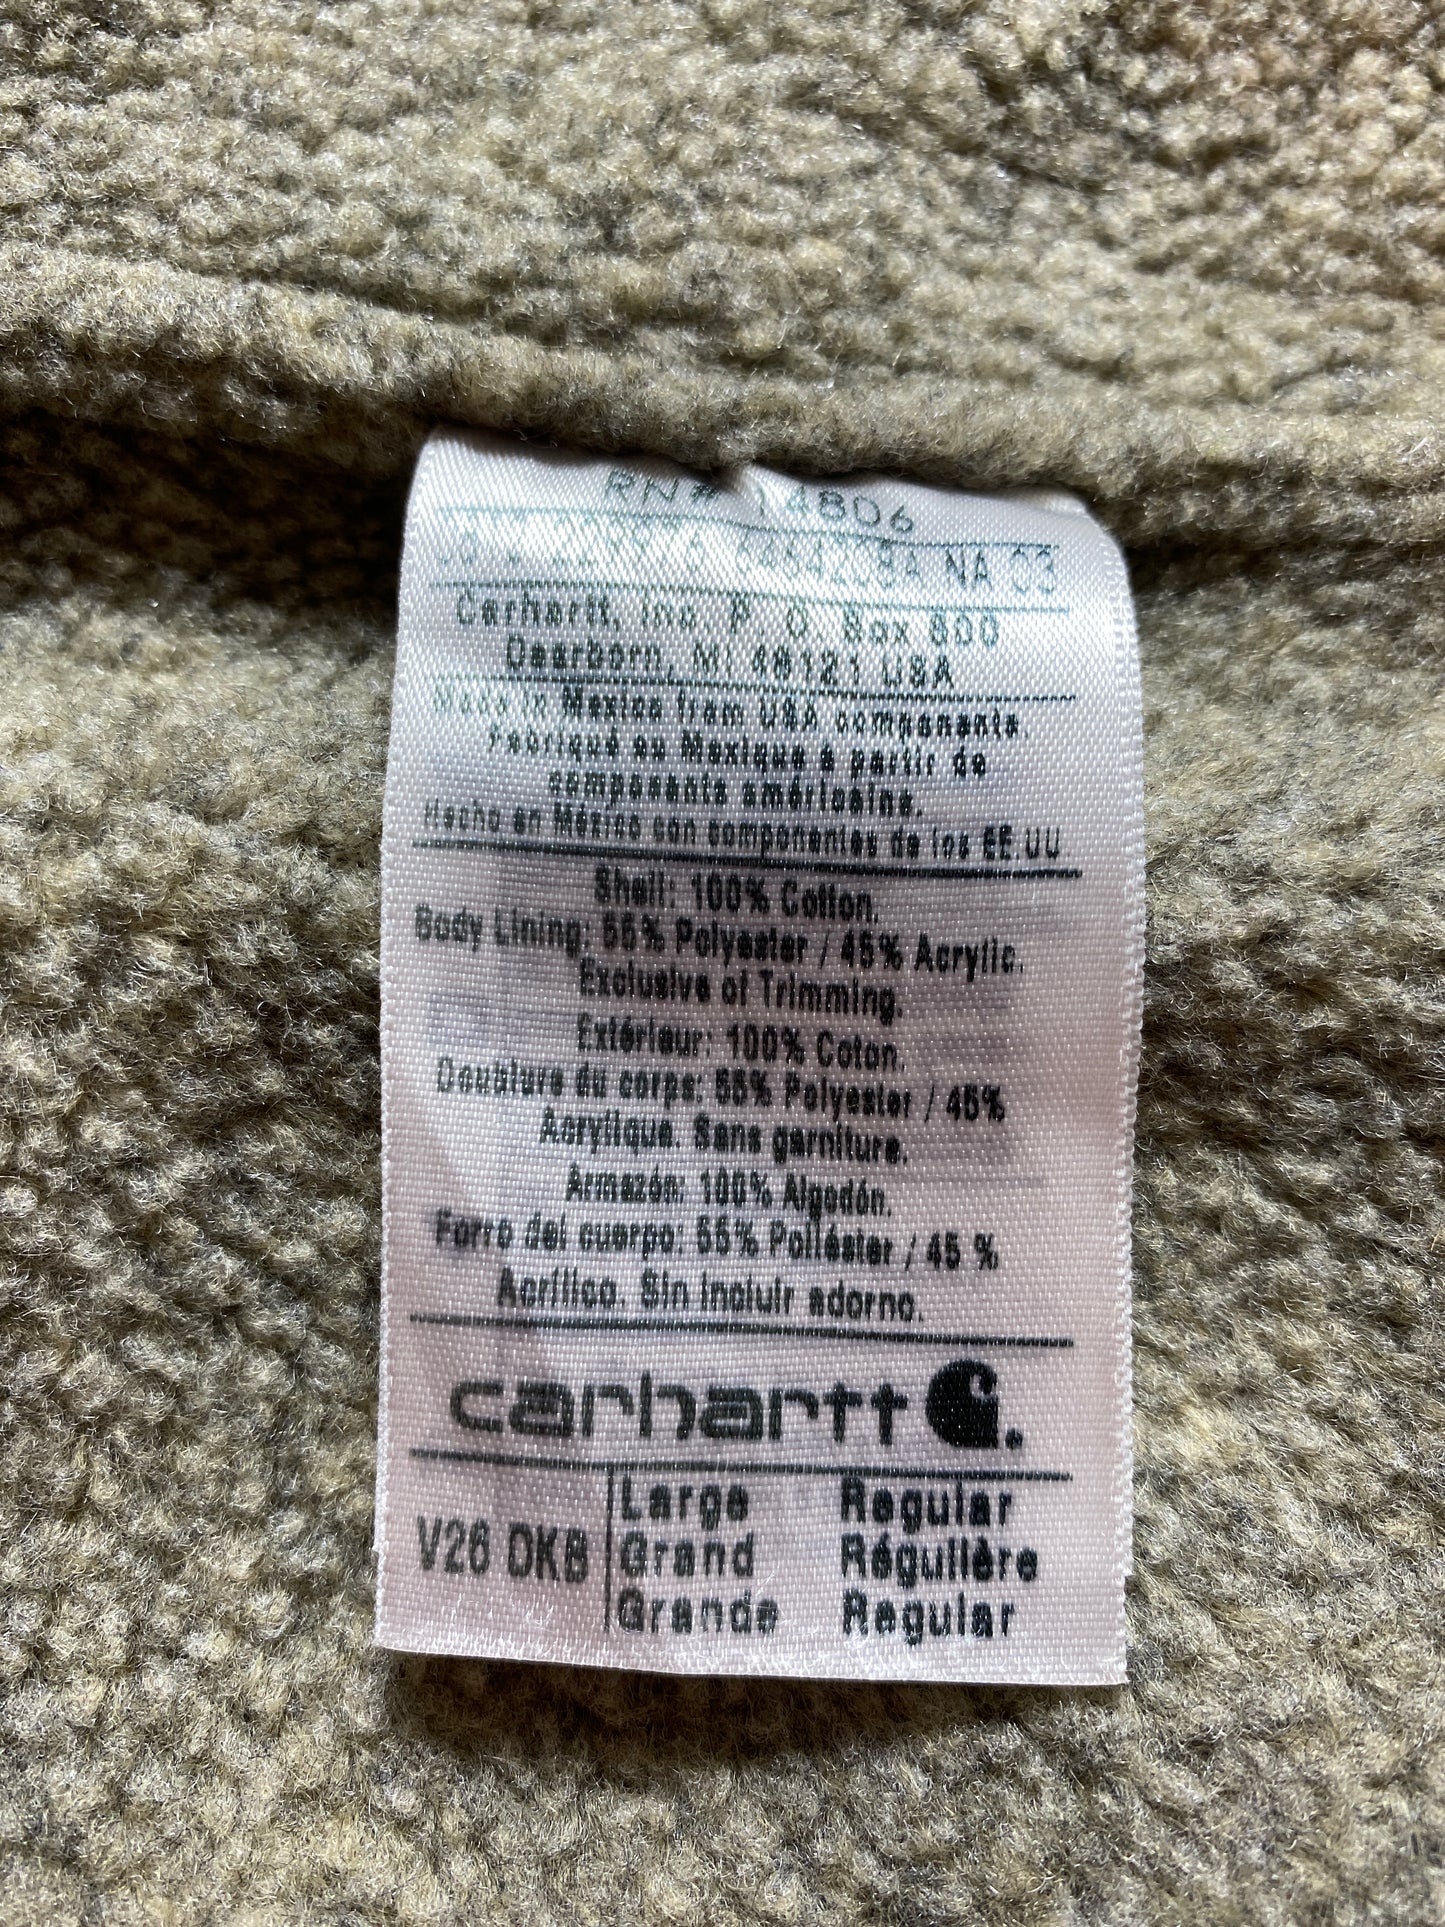 RN# 14806
NA 03
Carhartt, Inc. P. O. Box 600
Dearborn, MI 48121 USA
Made in Mexico from USA components.
Fabriqué au Mexique à partir de
composants américains.
Hecho en México con componentes de los EE.UU
Shell: 100% Cotton.
Body Lining: 55% Polyester / 45% Acrylic.
Exclusive of Trimming.
Extérieur: 100% Coton.
Doublure du corps: 55% Polyester / 45%
Acrylique. Sans garniture.
Armazón: 100% Algodón.
Forro del cuerpo: 55% Poliéster / 45 %
Acrílico. Sin incluir adorno.
carhartt
V26 DKB
Large Regular
Grand Régulière
Grande Regular